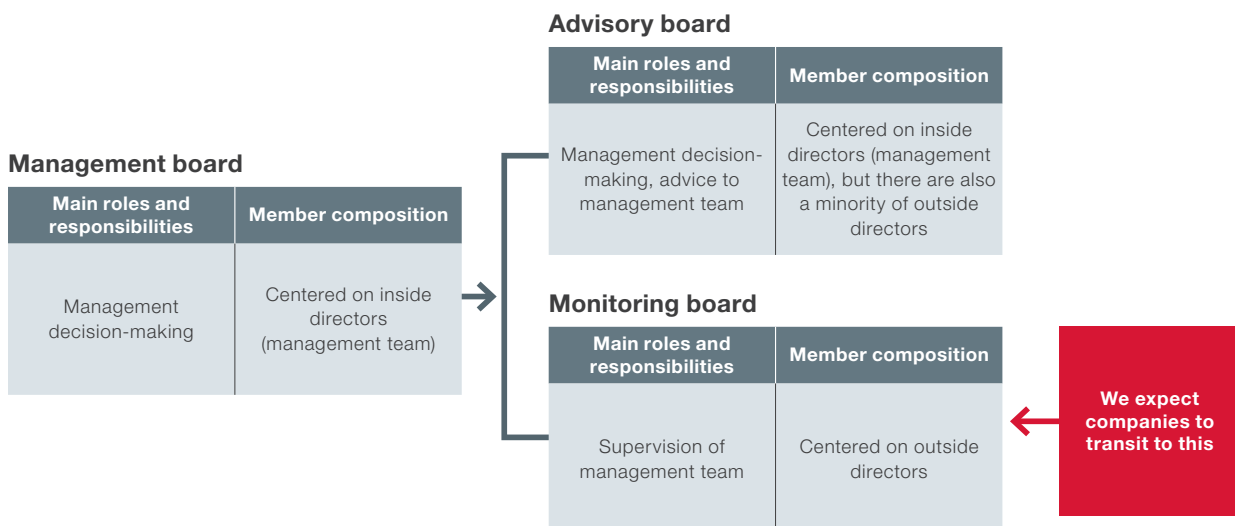 Advisory board
Main roles and
responsibilities
Member composition
Management decision-
making, advice to
management team
Centered on inside
directors (management
team), but there are also
a minority of outside
directors
Management board
Main roles and
responsibilities
Member composition
Management
decision-making
Centered on inside
directors
(management team)
Monitoring board
Main roles and
responsibilities
Member composition
Supervision of
management team
Centered on outside
directors
We expect
companies to
transit to this